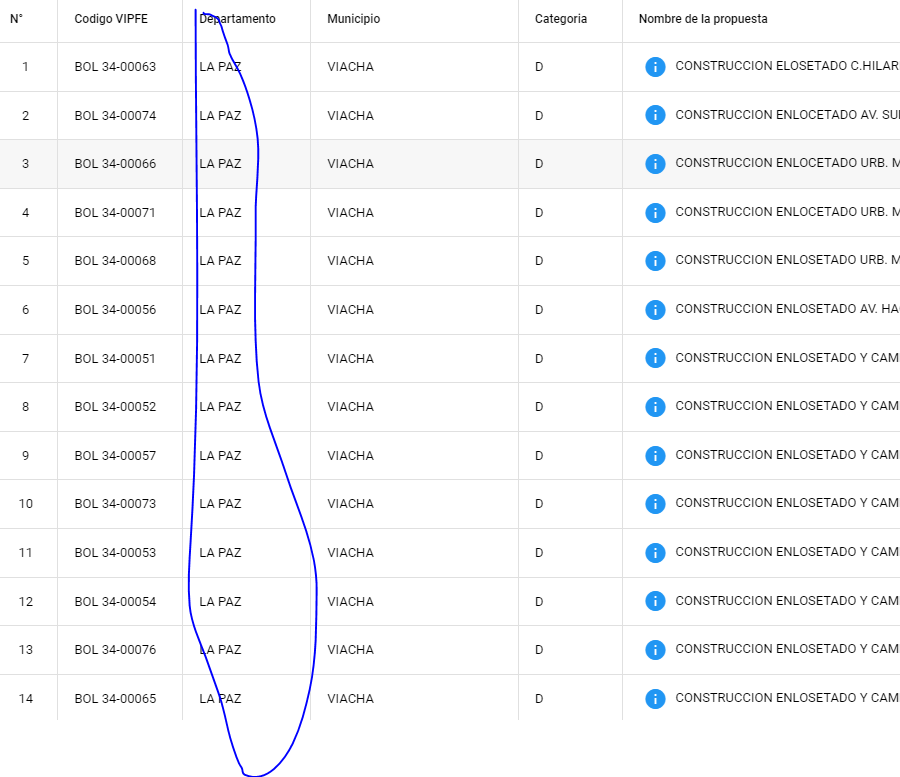 N° Codigo VIPFE Departamento Municipio Categoria Nombre de la propuesta
1 BOL 34-00063 LA PAZ VIACHA D CONSTRUCCION ELOSETADO C.HILAR
2 BOL 34-00074 LA PAZ VIACHA D CONSTRUCCION ENLOCETADO AV. SU
3 BOL 34-00066 LA PAZ VIACHA D CONSTRUCCION ENLOCETADO URB. M
4 BOL 34-00071 LA PAZ VIACHA D CONSTRUCCION ENLOCETADO URB. M
5 BOL 34-00068 LA PAZ VIACHA D CONSTRUCCION ENLOSETADO URB. M
6 BOL 34-00056 LA PAZ VIACHA D CONSTRUCCION ENLOSETADO AV. HA
7 BOL 34-00051 LA PAZ VIACHA D CONSTRUCCION ENLOSETADO Y CAM
8 BOL 34-00052 LA PAZ VIACHA D CONSTRUCCION ENLOSETADO Y CAM
9 BOL 34-00057 LA PAZ VIACHA D CONSTRUCCION ENLOSETADO Y CAM
10 BOL 34-00073 LA PAZ VIACHA D CONSTRUCCION ENLOSETADO Y CAM
11 BOL 34-00053 LA PAZ VIACHA D CONSTRUCCION ENLOSETADO Y CAM
12 BOL 34-00054 LA PAZ VIACHA D CONSTRUCCION ENLOSETADO Y CAM
13 BOL 34-00076 LA PAZ VIACHA D CONSTRUCCION ENLOSETADO Y CAM
14 BOL 34-00065 LA PAZ VIACHA D CONSTRUCCION ENLOSETADO Y CAM